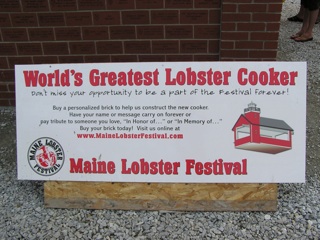 World's Greatest Lobster Cooker
Don't miss your opportunity to be a part of the Festival forever!
Buy a personalized brick to help us construct the new cooker.
Have your name or message carry on forever or
pay tribute to someone you love, "In Honor of..." or "In Memory of..."
Buy your brick today! Visit us online at
www.MaineLobsterFestival.com
MAINE LOBSTER
FESTIVAL
Maine Lobster Festival